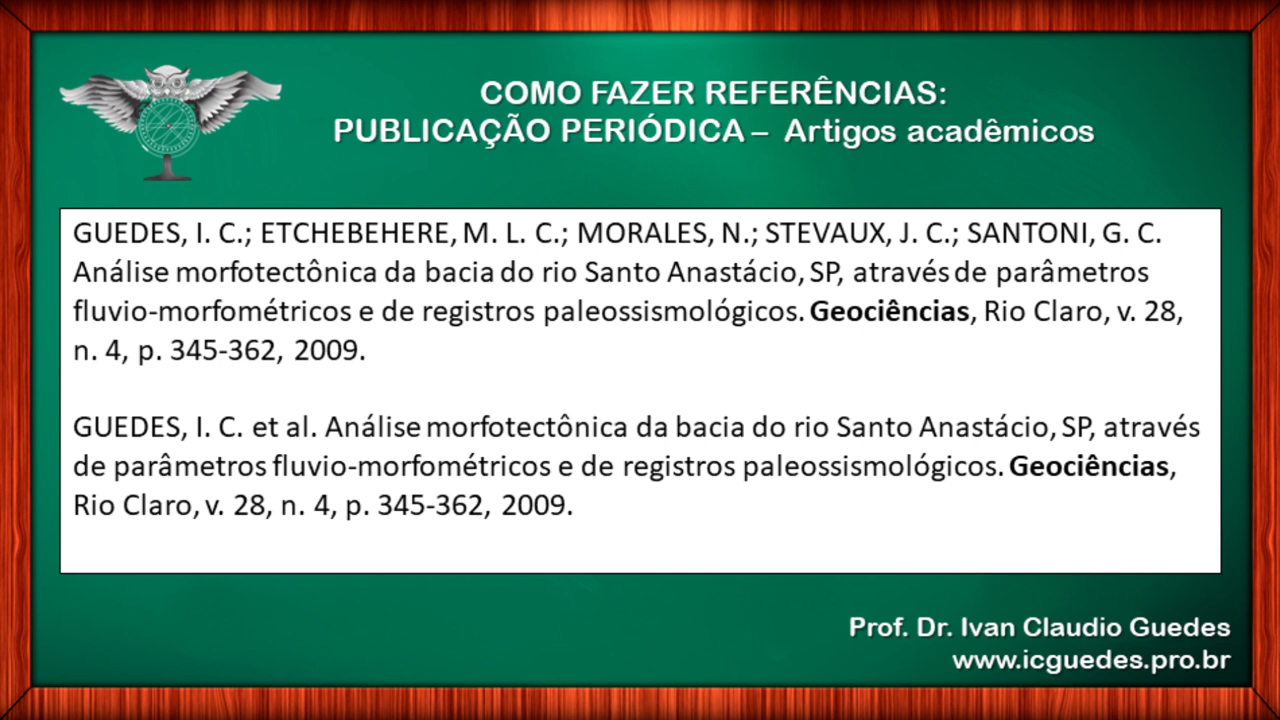 COMO FAZER REFERÊNCIAS:
PUBLICAÇÃO PERIÓDICA – Artigos acadêmicos
GUEDES, I. C.; ETCHEBEHERE, M. L. C.; MORALES, N.; STEVAUX, J. C.; SANTONI, G. C.
Análise morfotectônica da bacia do rio Santo Anastácio, SP, através de parâmetros
fluvio-morfométricos e de registros paleossismológicos. Geociências, Rio Claro, v. 28,
n. 4, p. 345-362, 2009.
GUEDES, I. C. et al. Análise morfotectônica da bacia do rio Santo Anastácio, SP, através
de parâmetros fluvio-morfométricos e de registros paleossismológicos. Geociências,
Rio Claro, v. 28, n. 4, p. 345-362, 2009.
Prof. Dr. Ivan Claudio Guedes
www.icguedes.pro.br